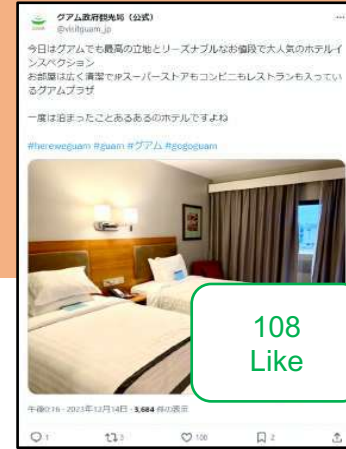 グアム政府観光局（公式）
@visitguam_jp
今日はグアムでも最高の立地とリーズナブルなお値段で大人気のホテルイ
ンスペクション
お部屋は広く清潔でJPスーパーストアもコンビニもレストランも入ってい
るグアムプラザ
一度は泊まったことあるあるのホテルですよね
#hereweguam #guam #グアム #gogoguam
108
Like
午後0:16 · 2023年12月14日 · 3,684 件の表示
1
3
108
2